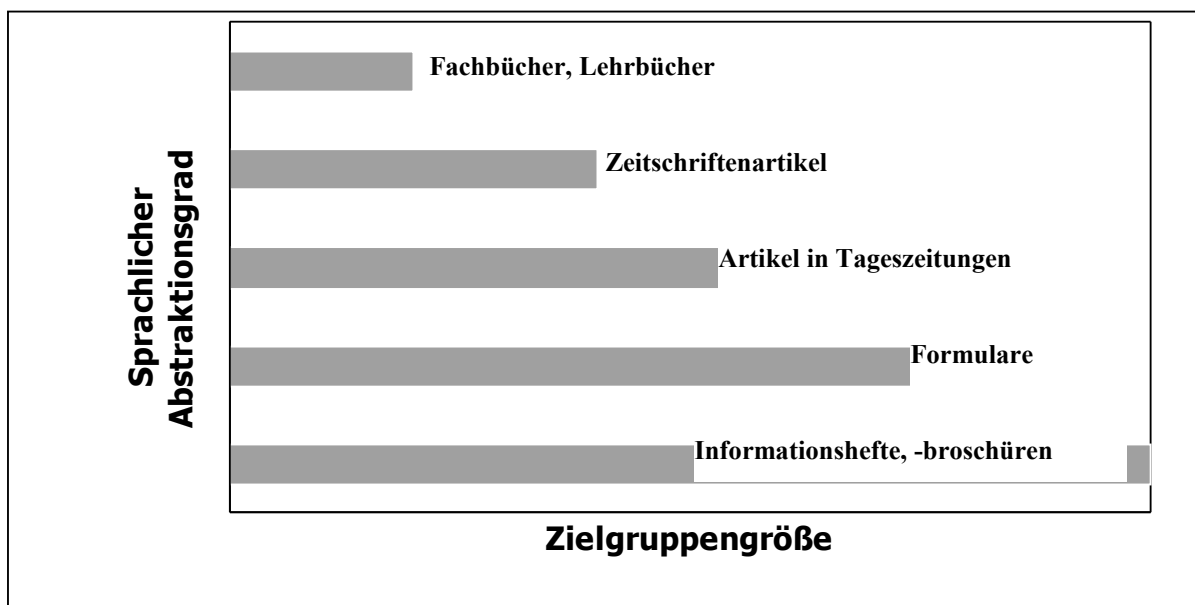 Fachbücher, Lehrbücher
Zeitschriftenartikel
Artikel in Tageszeitungen
Formulare
Informationshefte, -broschüren
Sprachlicher
Abstraktionsgrad
Zielgruppengröße